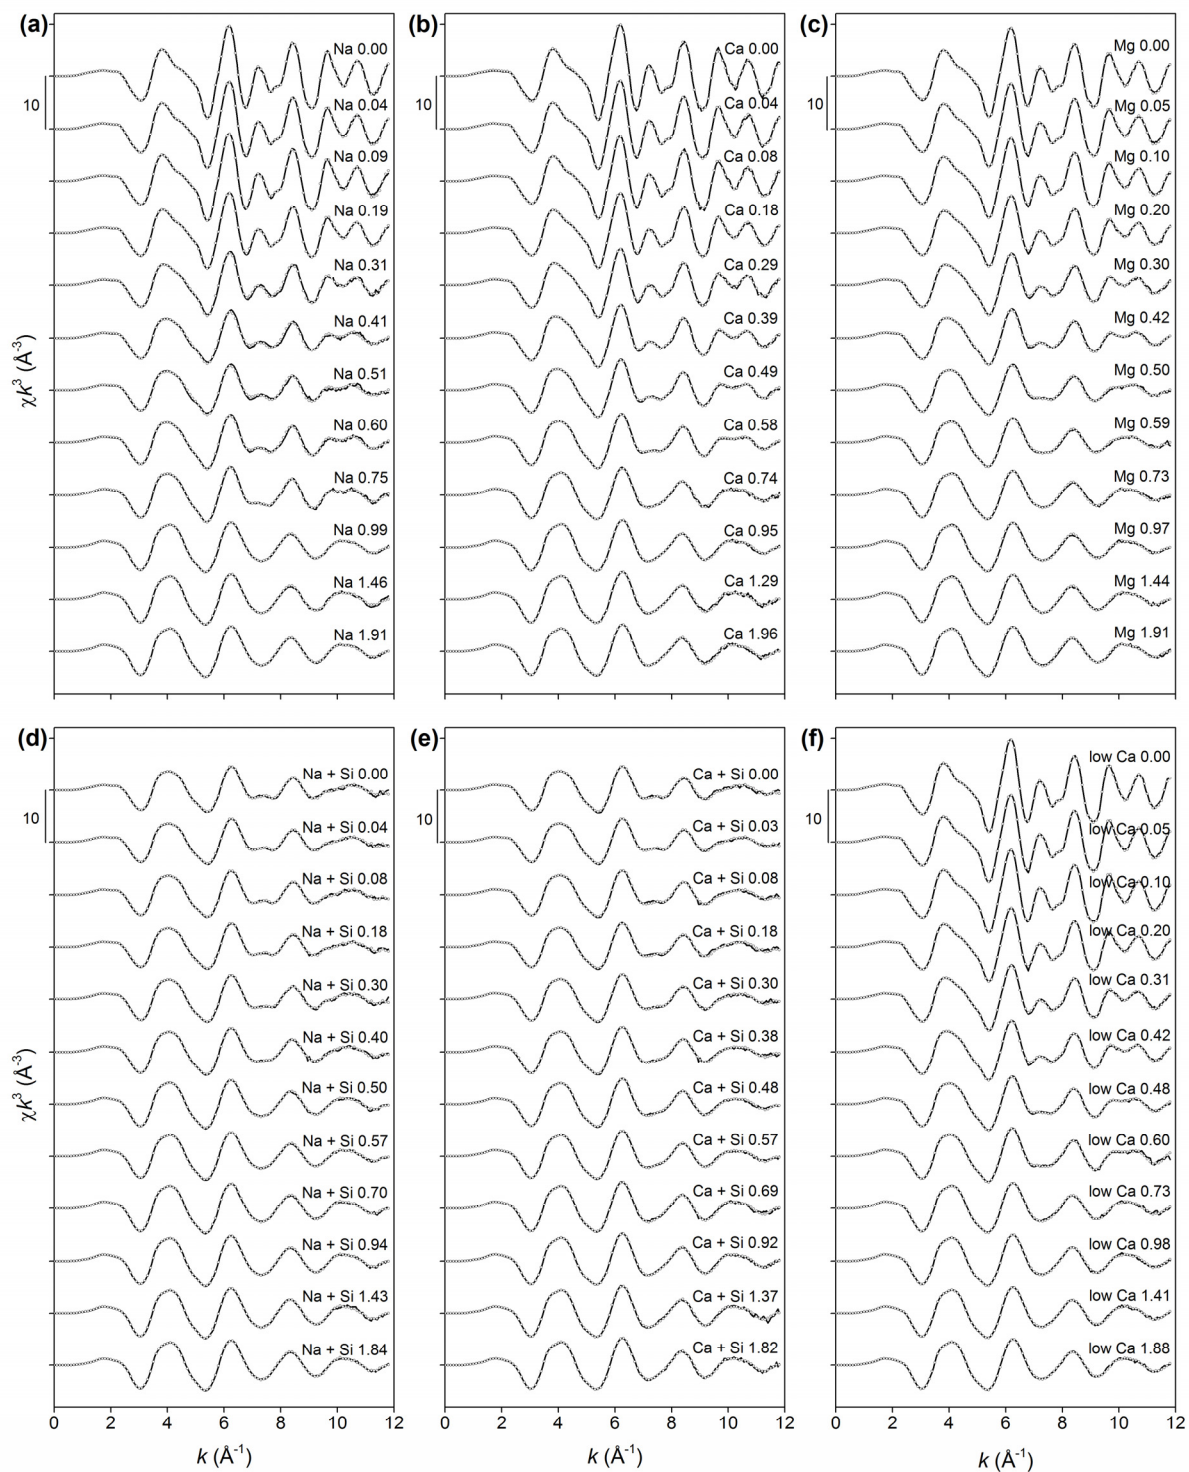 (a)
Na 0.00
10
Na 0.04
Na 0.09
Na 0.19
Na 0.31
Na 0.41
Na 0.51
Na 0.60
Na 0.75
Na 0.99
Na 1.46
Na 1.91
χk³ (Å⁻³)
(b)
Ca 0.00
10
Ca 0.04
Ca 0.08
Ca 0.18
Ca 0.29
Ca 0.39
Ca 0.49
Ca 0.58
Ca 0.74
Ca 0.95
Ca 1.29
Ca 1.96
(c)
Mg 0.00
10
Mg 0.05
Mg 0.10
Mg 0.20
Mg 0.30
Mg 0.42
Mg 0.50
Mg 0.59
Mg 0.73
Mg 0.97
Mg 1.44
Mg 1.91
(d)
Na + Si 0.00
10
Na + Si 0.04
Na + Si 0.08
Na + Si 0.18
Na + Si 0.30
Na + Si 0.40
Na + Si 0.50
Na + Si 0.57
Na + Si 0.70
Na + Si 0.94
Na + Si 1.43
Na + Si 1.84
χk³ (Å⁻³)
0 2 4 6 8 10 12
k (Å⁻¹)
(e)
Ca + Si 0.00
10
Ca + Si 0.03
Ca + Si 0.08
Ca + Si 0.18
Ca + Si 0.30
Ca + Si 0.38
Ca + Si 0.48
Ca + Si 0.57
Ca + Si 0.69
Ca + Si 0.92
Ca + Si 1.37
Ca + Si 1.82
0 2 4 6 8 10 12
k (Å⁻¹)
(f)
low Ca 0.00
10
low Ca 0.05
low Ca 0.10
low Ca 0.20
low Ca 0.31
low Ca 0.42
low Ca 0.48
low Ca 0.60
low Ca 0.73
low Ca 0.98
low Ca 1.41
low Ca 1.88
0 2 4 6 8 10 12
k (Å⁻¹)